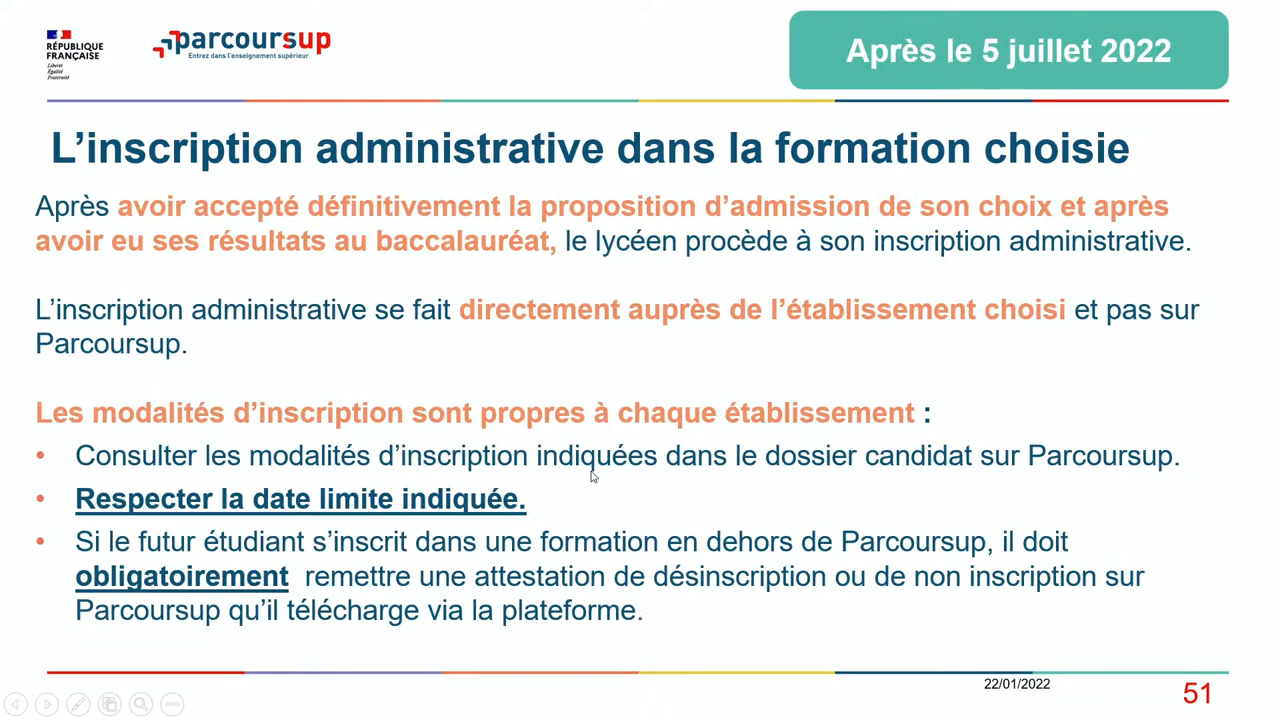 RÉPUBLIQUE
FRANÇAISE
Liberté
Égalité
Fraternité
parcoursup
Entrez dans l'enseignement supérieur
Après le 5 juillet 2022
L’inscription administrative dans la formation choisie
Après avoir accepté définitivement la proposition d’admission de son choix et après
avoir eu ses résultats au baccalauréat, le lycéen procède à son inscription administrative.
L’inscription administrative se fait directement auprès de l’établissement choisi et pas sur
Parcoursup.
Les modalités d’inscription sont propres à chaque établissement :
• Consulter les modalités d’inscription indiquées dans le dossier candidat sur Parcoursup.
• Respecter la date limite indiquée.
• Si le futur étudiant s’inscrit dans une formation en dehors de Parcoursup, il doit
obligatoirement remettre une attestation de désinscription ou de non inscription sur
Parcoursup qu’il télécharge via la plateforme.
22/01/2022
51